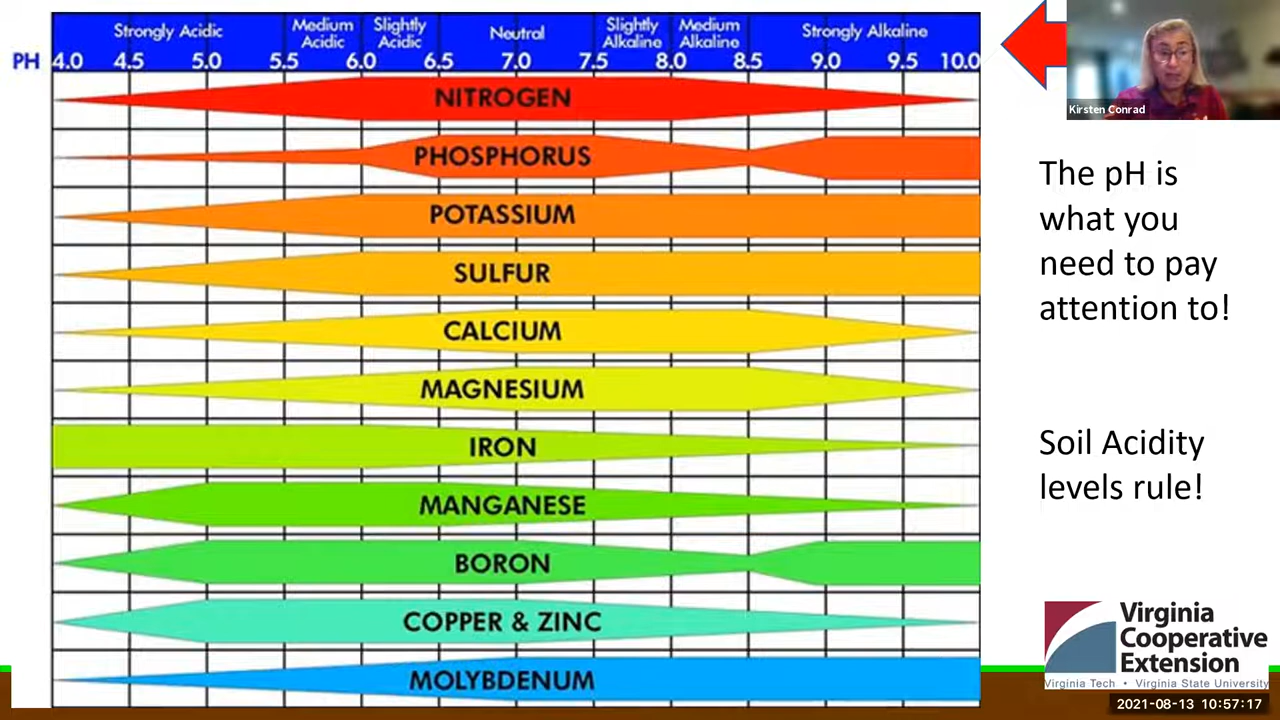 Strongly Acidic
Medium
Acidic
Slightly
Acidic
Neutral
Slightly
Alkaline
Medium
Alkaline
Strongly Alkaline
PH 4.0 4.5 5.0 5.5 6.0 6.5 7.0 7.5 8.0 8.5 9.0 9.5 10.0
NITROGEN
PHOSPHORUS
POTASSIUM
SULFUR
CALCIUM
MAGNESIUM
IRON
MANGANESE
BORON
COPPER & ZINC
MOLYBDENUM
Kirsten Conrad
The pH is
what you
need to pay
attention to!
Soil Acidity
levels rule!
Virginia
Cooperative
Extension
Virginia Tech • Virginia State University
2021-08-13 10:57:17